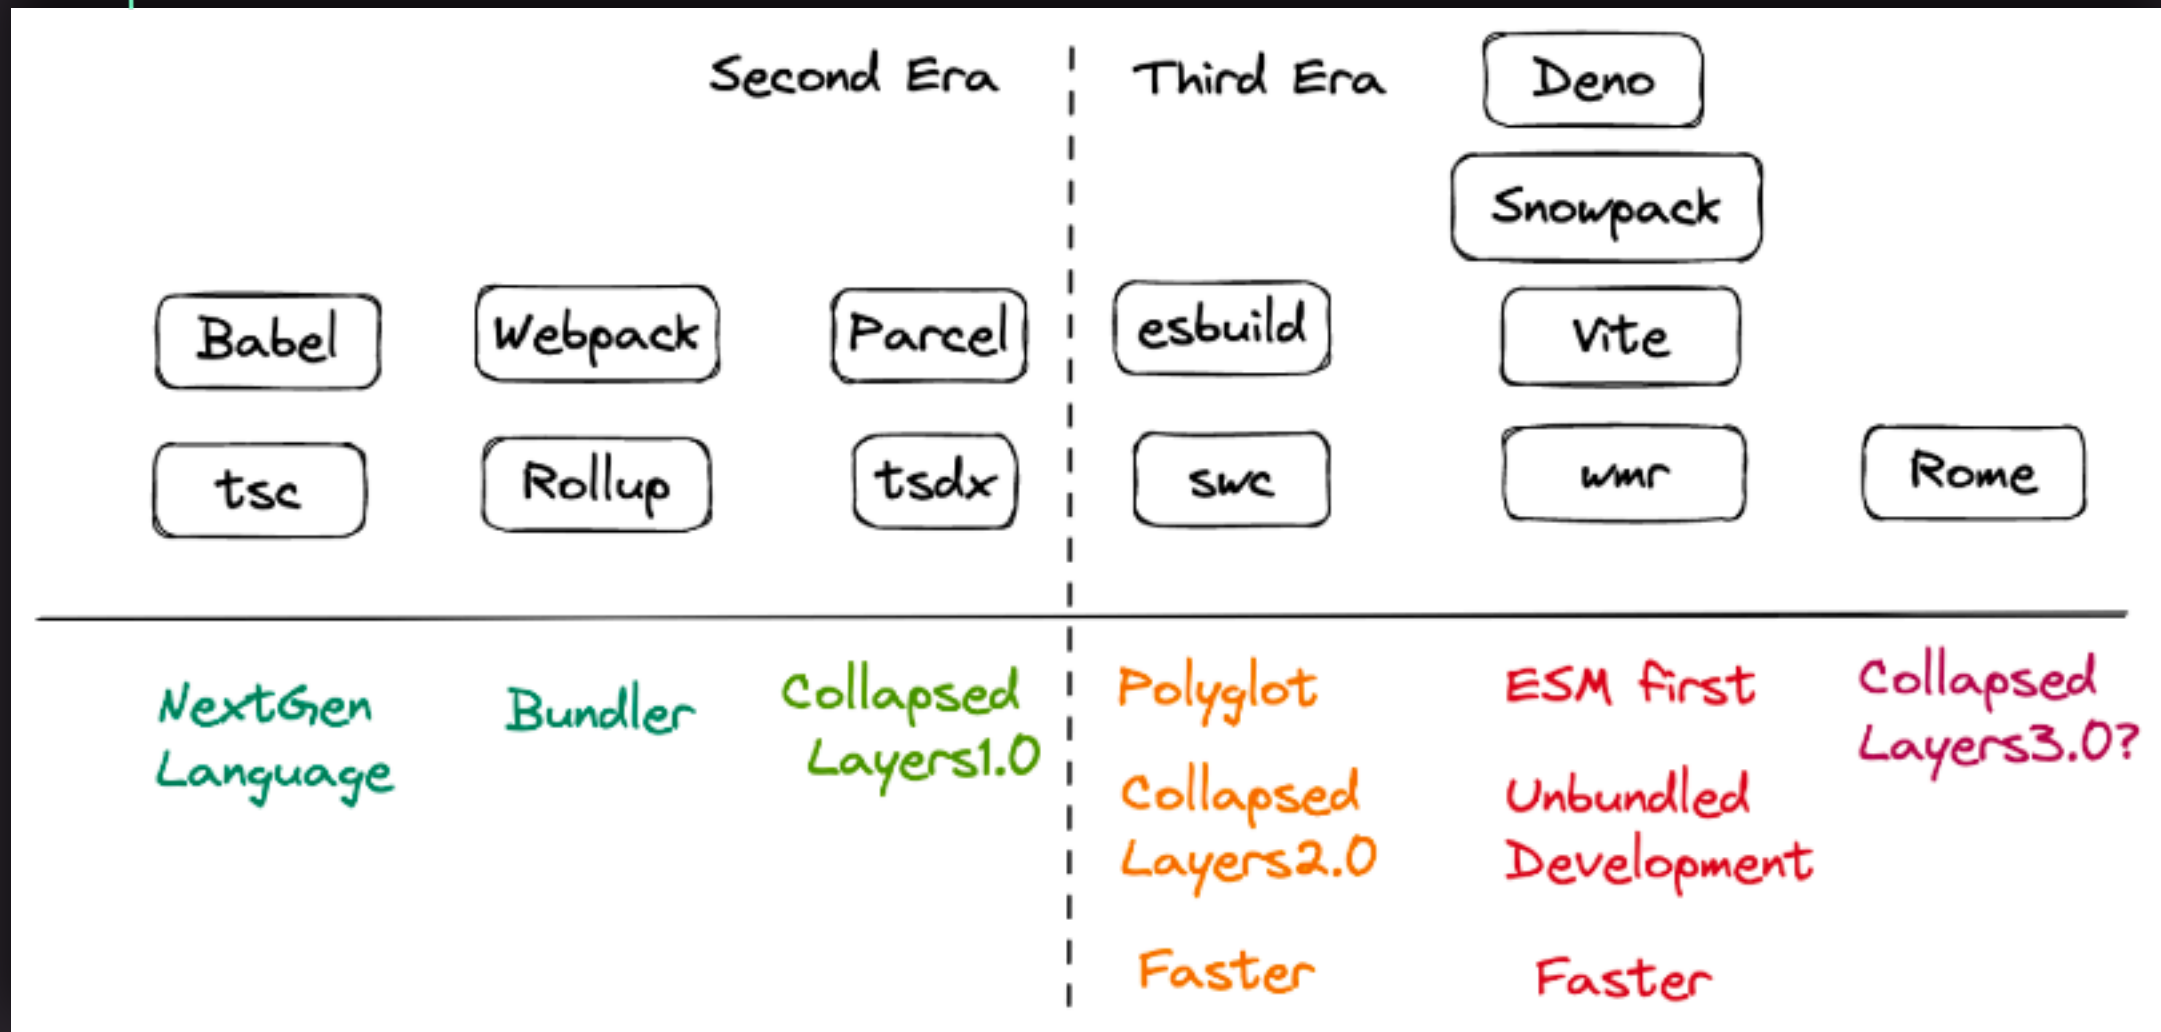 Second Era
Third Era
Deno
Snowpack
Babel
Webpack
Parcel
esbuild
Vite
tsc
Rollup
tsdx
swc
wmr
Rome
NextGen
Language
Bundler
Collapsed
Layers1.0
Polyglot
Collapsed
Layers2.0
Faster
ESM first
Unbundled
Development
Faster
Collapsed
Layers3.0?